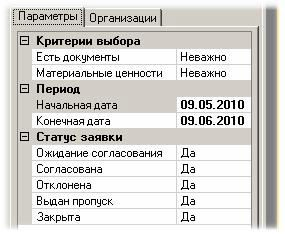 Параметры Организации
Критерии выбора
Есть документы Неважно
Материальные ценности Неважно
Период
Начальная дата 09.05.2010
Конечная дата 09.06.2010
Статус заявки
Ожидание согласования Да
Согласована Да
Отклонена Да
Выдан пропуск Да
Закрыта Да